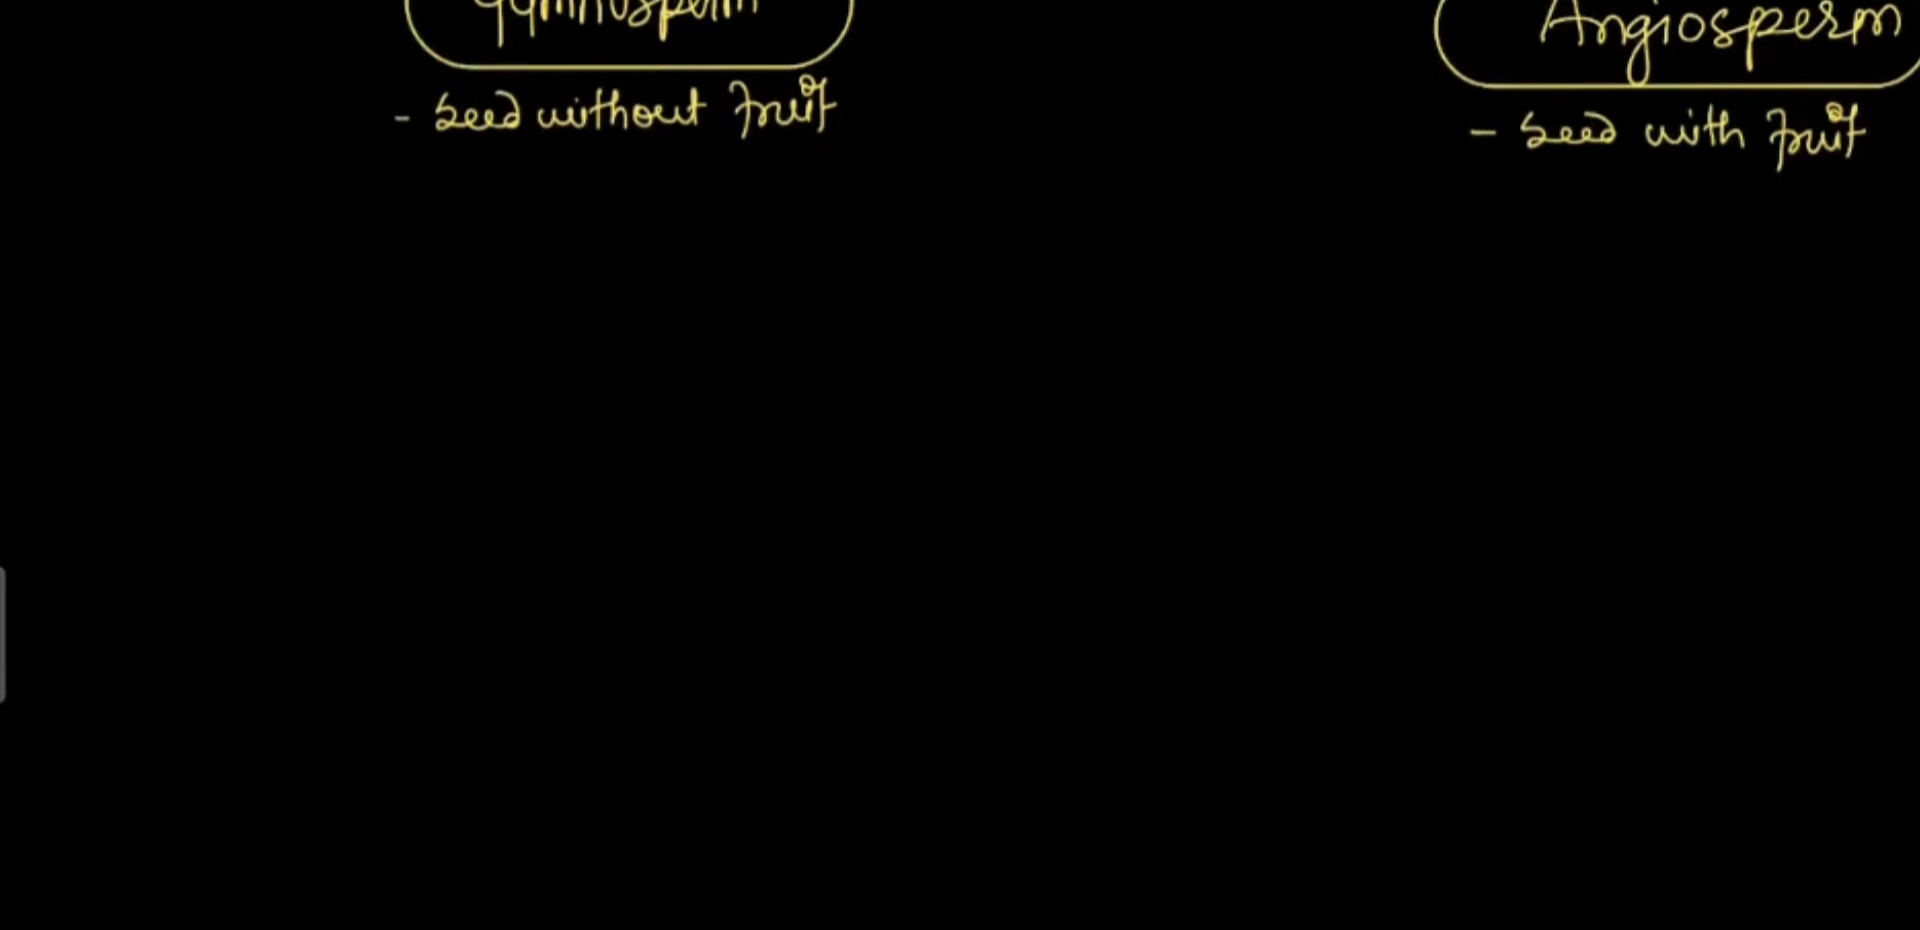 Gymnosperm
Angiosperm
- seed without fruit
- seed with fruit